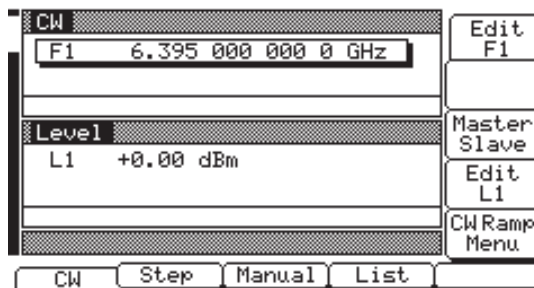 CW
F1 6.395 000 000 0 GHz
Level
L1 +0.00 dBm
Edit
F1
Master
Slave
Edit
L1
CW Ramp
Menu
CW Step Manual List